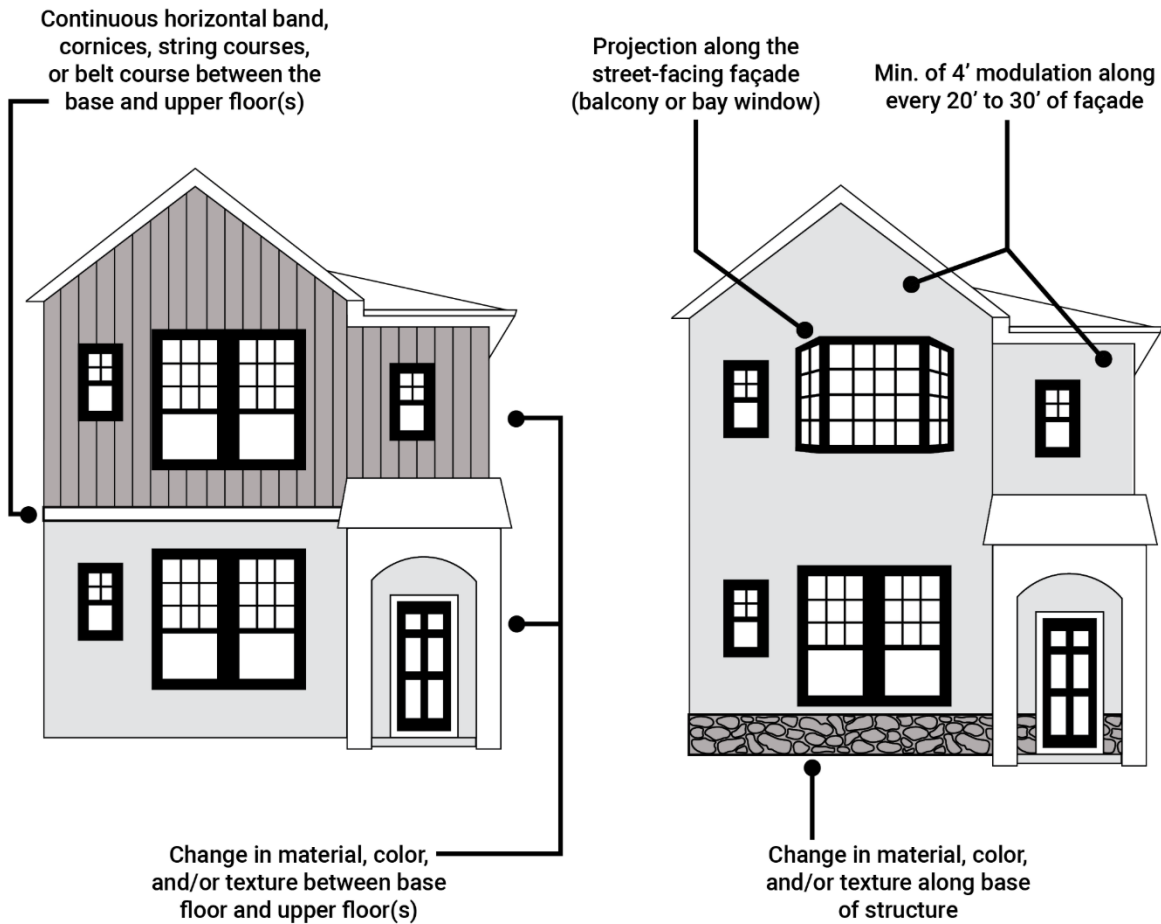 Continuous horizontal band,
cornices, string courses,
or belt course between the
base and upper floor(s)
Projection along the
street-facing façade
(balcony or bay window)
Min. of 4’ modulation along
every 20’ to 30’ of façade
Change in material, color,
and/or texture between base
floor and upper floor(s)
Change in material, color,
and/or texture along base
of structure